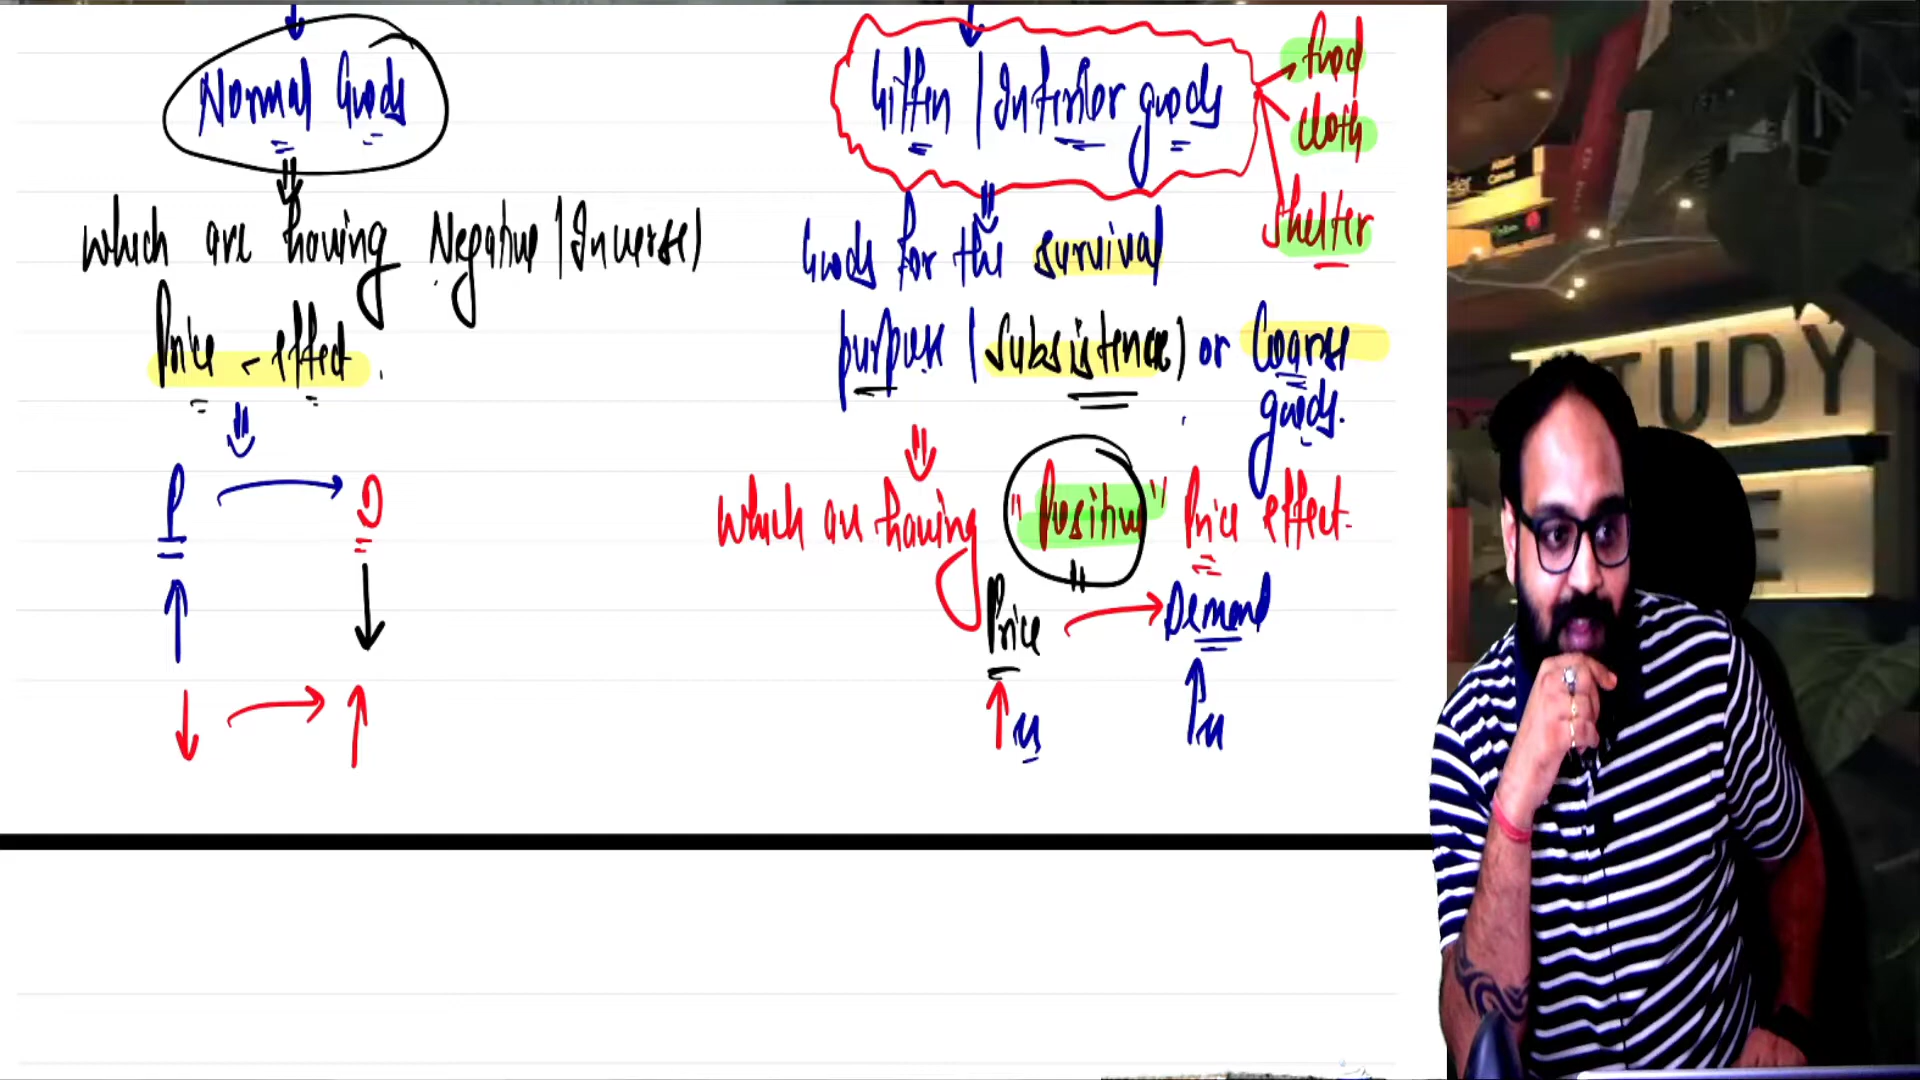 Normal Goods
which are having Negative (Inverse)
Price - effect.
P D
Giffen / Inferior goods
food
cloth
shelter
Goods for the survival
purpose (subsistence) or Coarse
goods.
which are having "Positive" Price effect.
Price Demand
TUDY
E